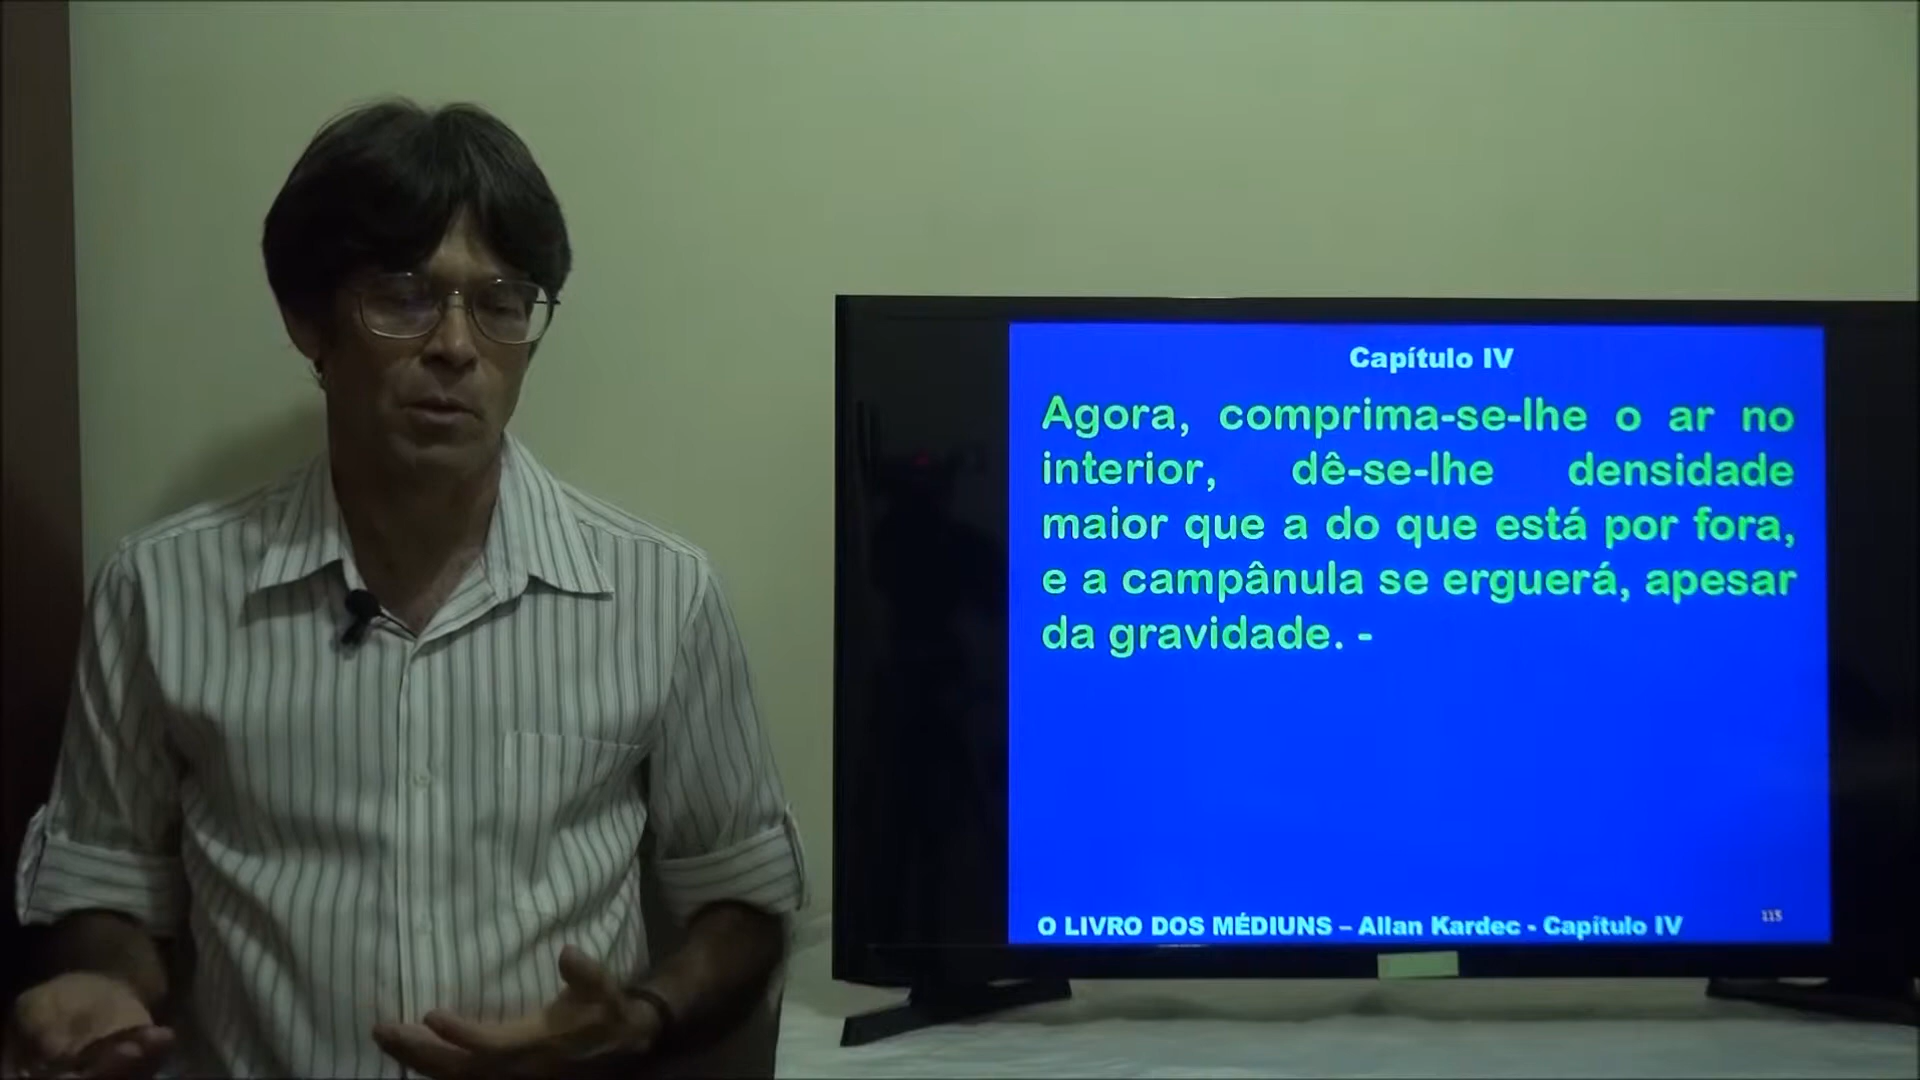 Capítulo IV
Agora, comprima-se-lhe o ar no
interior, dê-se-lhe densidade
maior que a do que está por fora,
e a campânula se erguerá, apesar
da gravidade. -
O LIVRO DOS MÉDIUNS – Allan Kardec - Capítulo IV
115